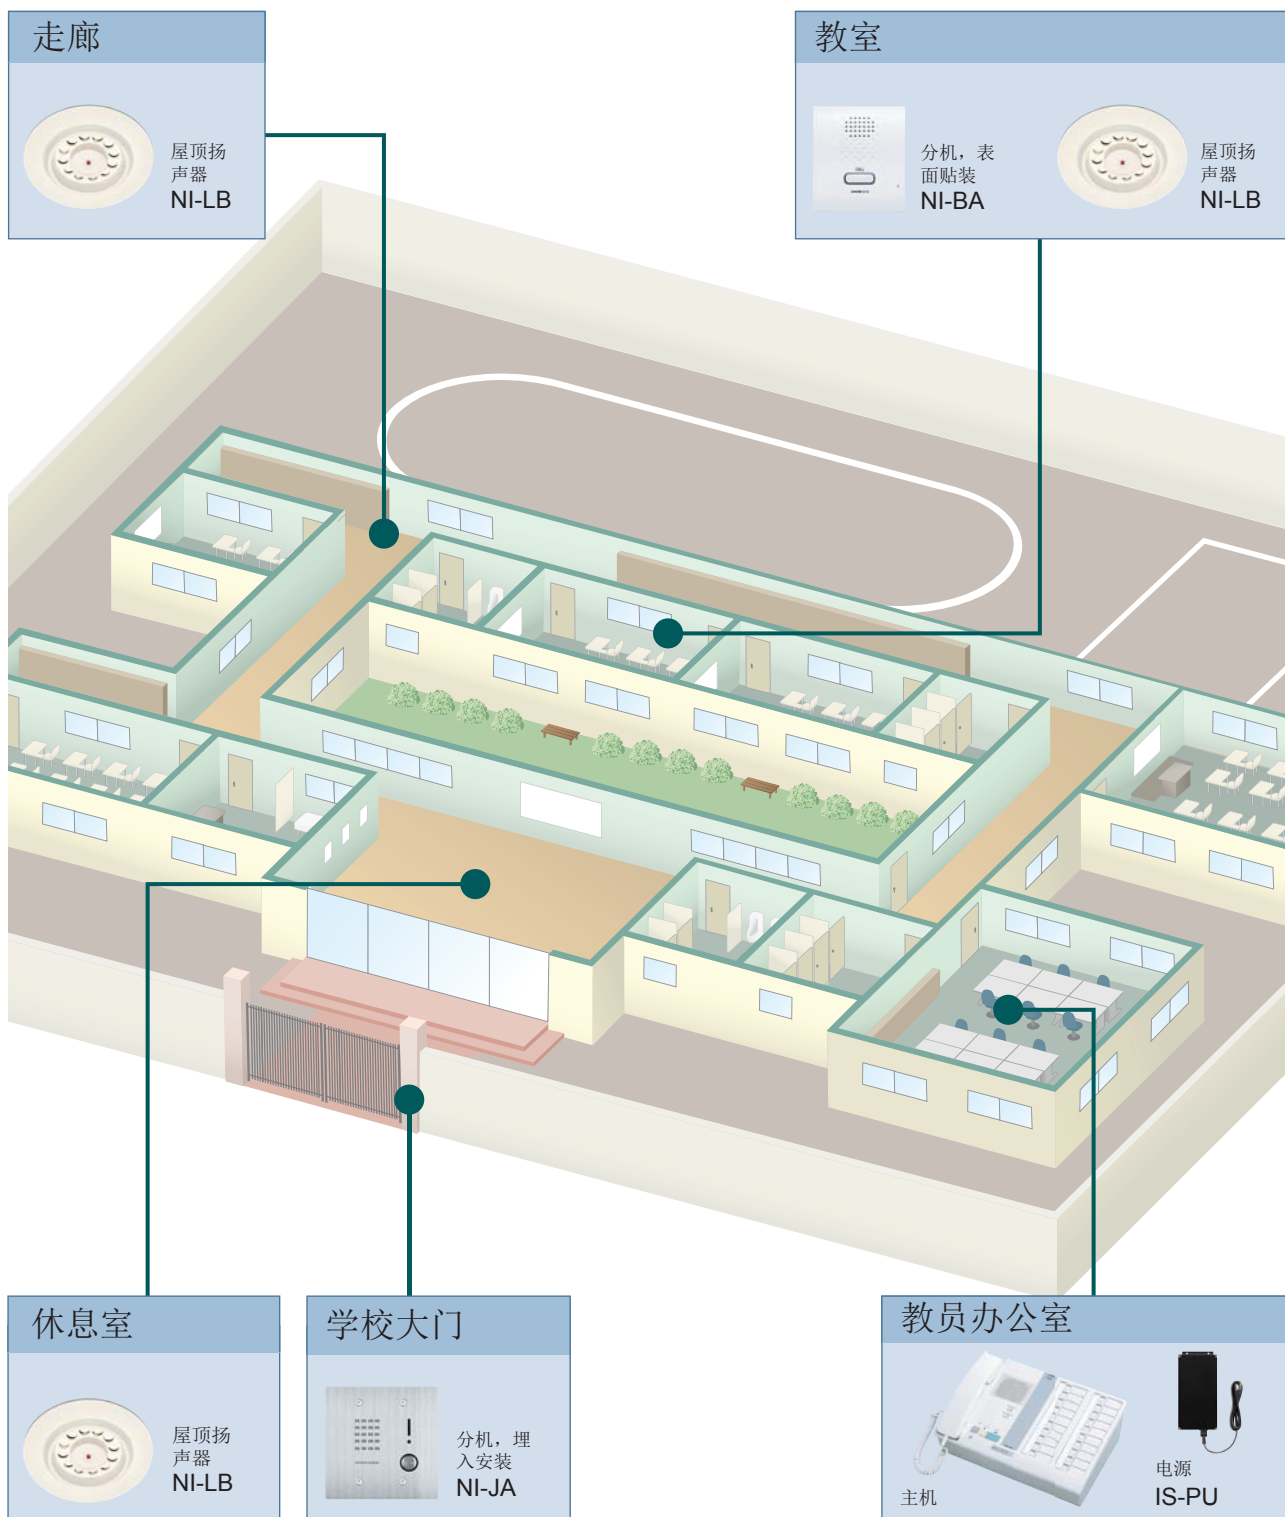 走廊
屋顶扬
声器
NI-LB
教室
分机，表
面贴装
NI-BA
屋顶扬
声器
NI-LB
休息室
屋顶扬
声器
NI-LB
学校大门
分机，埋
入安装
NI-JA
教员办公室
主机
电源
IS-PU